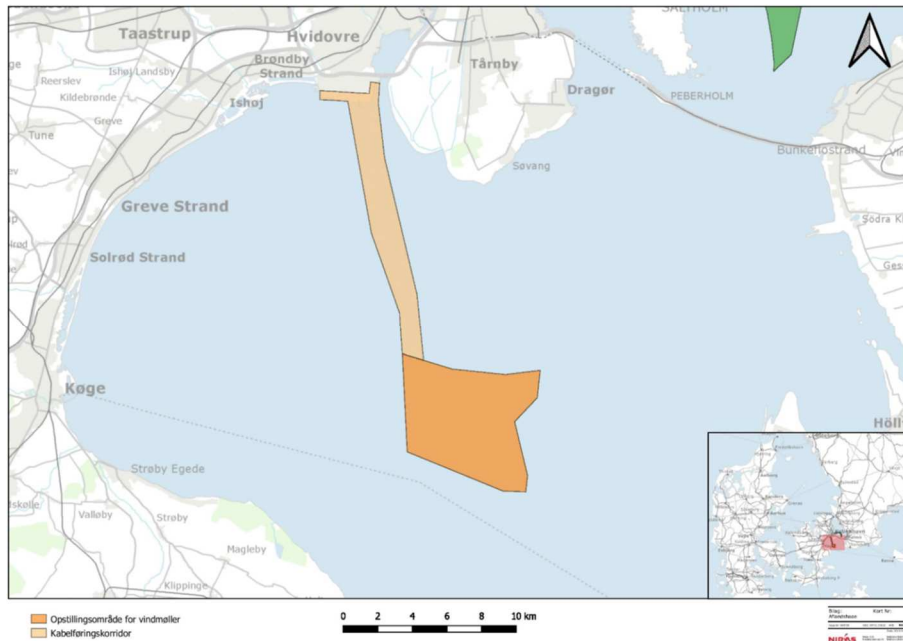 SALTHOLM
Taastrup
Hvidovre
Ishøj Landsby
Brøndby
Strand
Tårnby
Reerslev
Kildebrønde
Ishøj
Dragør
PEBERHOLM
Greve
Tune
Bunkeflostrand
Søvang
Greve Strand
Solrød Strand
Køge
Strøby Egede
Valløby
Strøby
Magleby
Klippinge
Opstillingsområde for vindmøller
Kabelføringskorridor
0 2 4 6 8 10 km
NIRAS